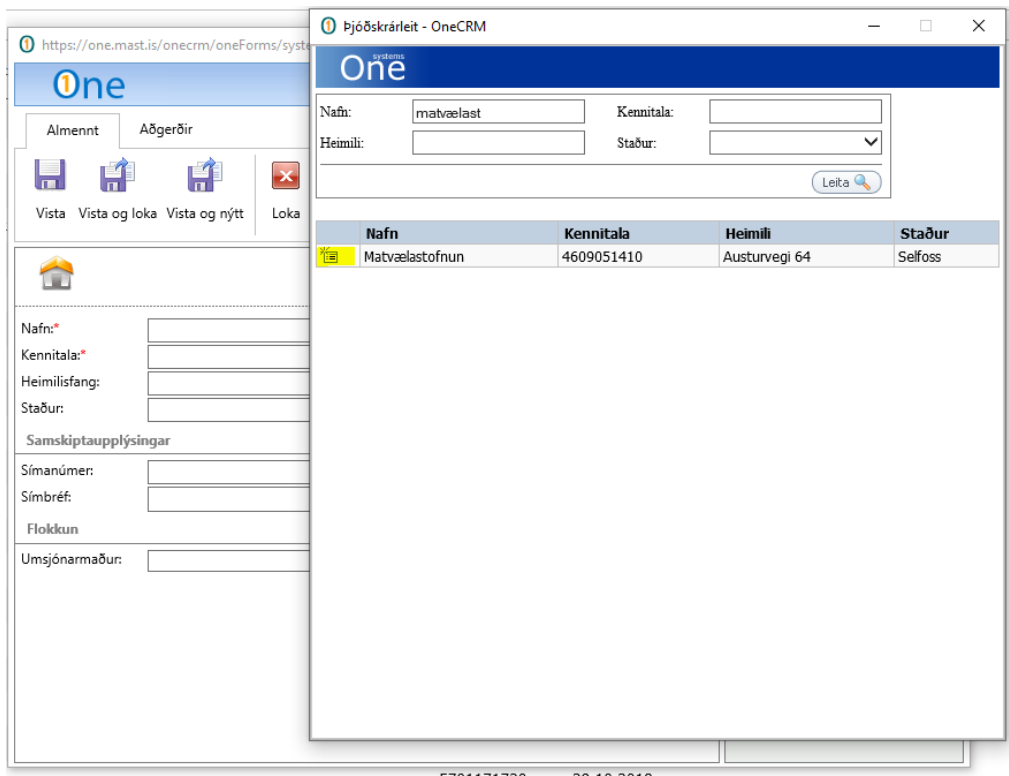 Þjóðskrárleit - OneCRM
https://one.mast.is/onecrm/oneForms/syste
One
systems
One
Almennt Aðgerðir
Vista Vista og loka Vista og nýtt Loka
Nafn: matvælast Kennitala:
Heimili: Staður:
Leita
Nafn Kennitala Heimili Staður
Matvælastofnun 4609051410 Austurvegi 64 Selfoss
Nafn:*
Kennitala:*
Heimilisfang:
Staður:
Samskiptaupplýsingar
Símanúmer:
Símbréf:
Flokkun
Umsjónarmaður: